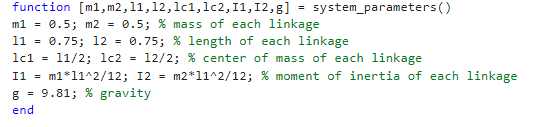 function [m1,m2,l1,l2,lc1,lc2,I1,I2,g] = system_parameters()
m1 = 0.5; m2 = 0.5; % mass of each linkage
l1 = 0.75; l2 = 0.75; % length of each linkage
lc1 = l1/2; lc2 = l2/2; % center of mass of each linkage
I1 = m1*l1^2/12; I2 = m2*l1^2/12; % moment of inertia of each linkage
g = 9.81; % gravity
end